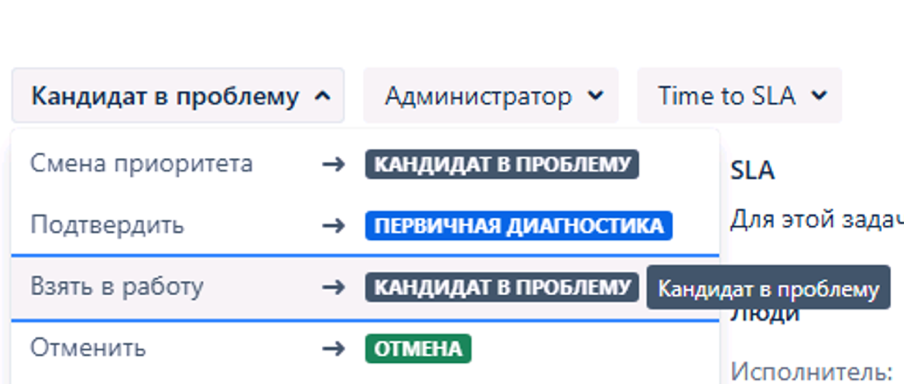 Кандидат в проблему Администратор Time to SLA
Смена приоритета → КАНДИДАТ В ПРОБЛЕМУ
SLA
Подтвердить → ПЕРВИЧНАЯ ДИАГНОСТИКА
Для этой задач
Взять в работу → КАНДИДАТ В ПРОБЛЕМУ
Кандидат в проблему
Люди
Отменить → ОТМЕНА
Исполнитель: